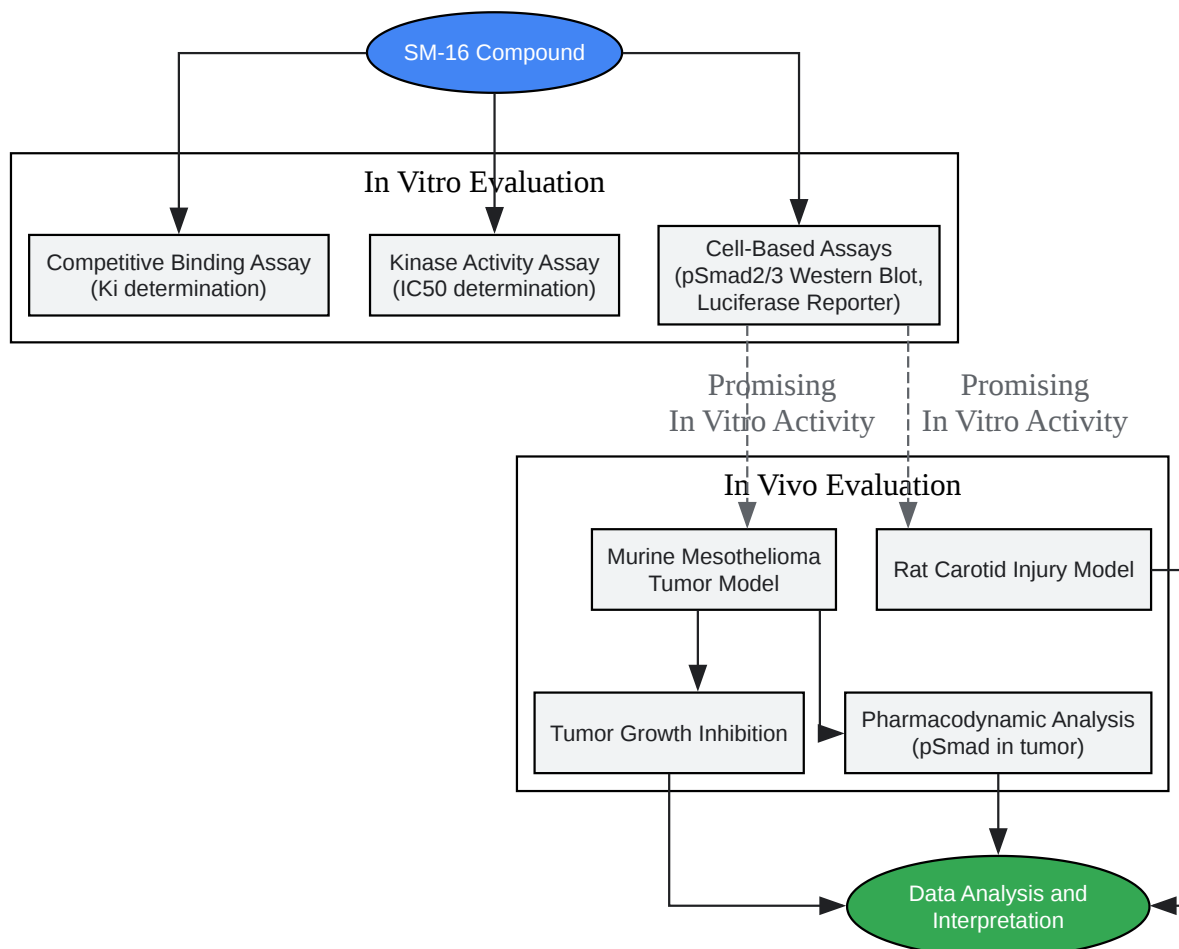 SM-16 Compound
In Vitro Evaluation
Competitive Binding Assay
(Ki determination)
Kinase Activity Assay
(IC50 determination)
Cell-Based Assays
(pSmad2/3 Western Blot,
Luciferase Reporter)
Promising
In Vitro Activity
Promising
In Vitro Activity
In Vivo Evaluation
Murine Mesothelioma
Tumor Model
Rat Carotid Injury Model
Tumor Growth Inhibition
Pharmacodynamic Analysis
(pSmad in tumor)
Data Analysis and
Interpretation